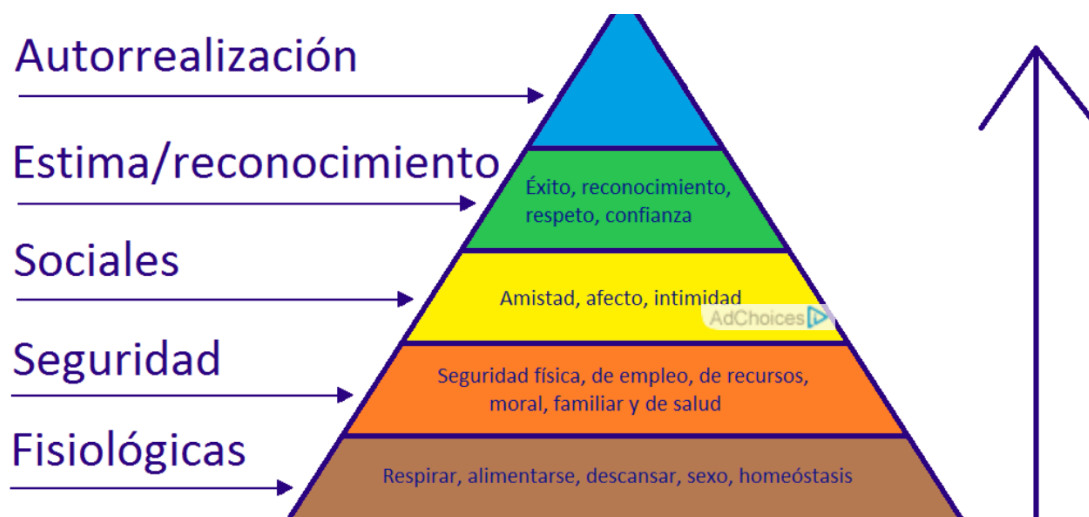 Autorrealización
Estima/reconocimiento
Éxito, reconocimiento,
respeto, confianza
Sociales
Amistad, afecto, intimidad
AdChoices
Seguridad
Seguridad física, de empleo, de recursos,
moral, familiar y de salud
Fisiológicas
Respirar, alimentarse, descansar, sexo, homeóstasis